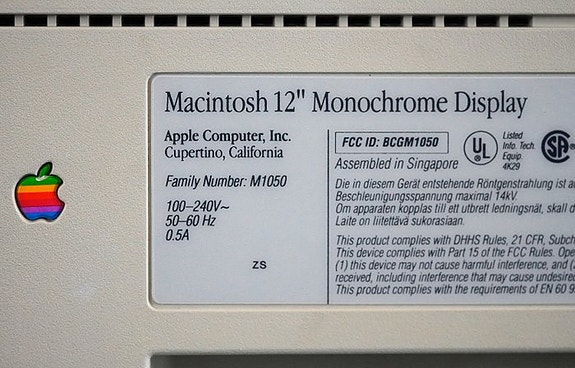 Macintosh 12" Monochrome Display
Apple Computer, Inc.
Cupertino, California
Family Number: M1050
100-240V~
50-60 Hz
0.5A
ZS
FCC ID: BCGM1050
Assembled in Singapore
UL
Listed
Info. Tech
Equip.
4K29
SA
Die in diesem Gerät entstehende Röntgenstrahlung ist
Beschleunigungsspannung maximal 14kV.
Om apparaten kopplas till ett utbrett ledningsnät, skall
Laite on liitettävä sukorasiaan.
This product complies with DHHS Rules, 21 CFR, Subch
This device complies with Part 15 of the FCC Rules. Ope
(1) this device may not cause harmful interference, and
received, including interference that may cause undesire
This product complies with the requirements of EN 60